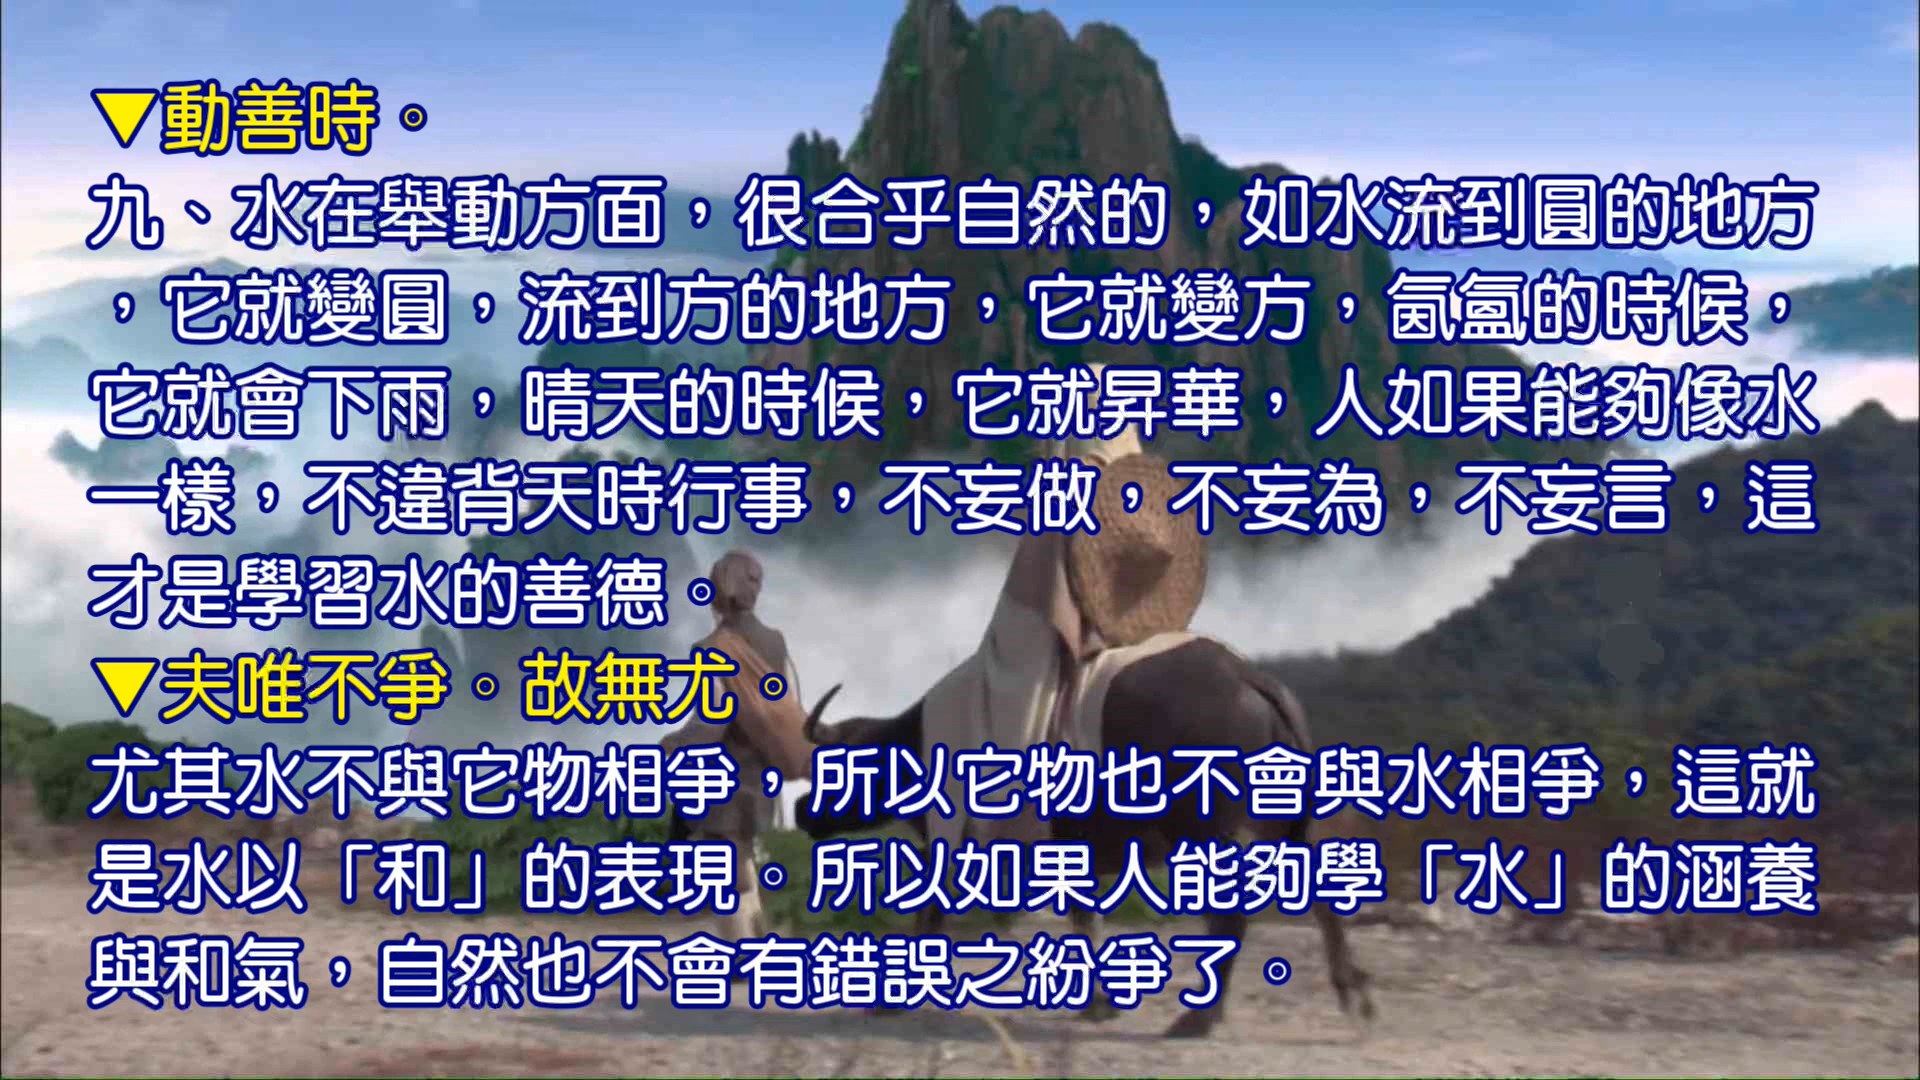 ▼動善時。
九、水在舉動方面，很合乎自然的，如水流到圓的地方
，它就變圓，流到方的地方，它就變方，氤氳的時候，
它就會下雨，晴天的時候，它就昇華，人如果能夠像水
一樣，不違背天時行事，不妄做，不妄為，不妄言，這
才是學習水的善德。
▼夫唯不爭。故無尤。
尤其水不與它物相爭，所以它物也不會與水相爭，這就
是水以「和」的表現。所以如果人能夠學「水」的涵養
與和氣，自然也不會有錯誤之紛爭了。